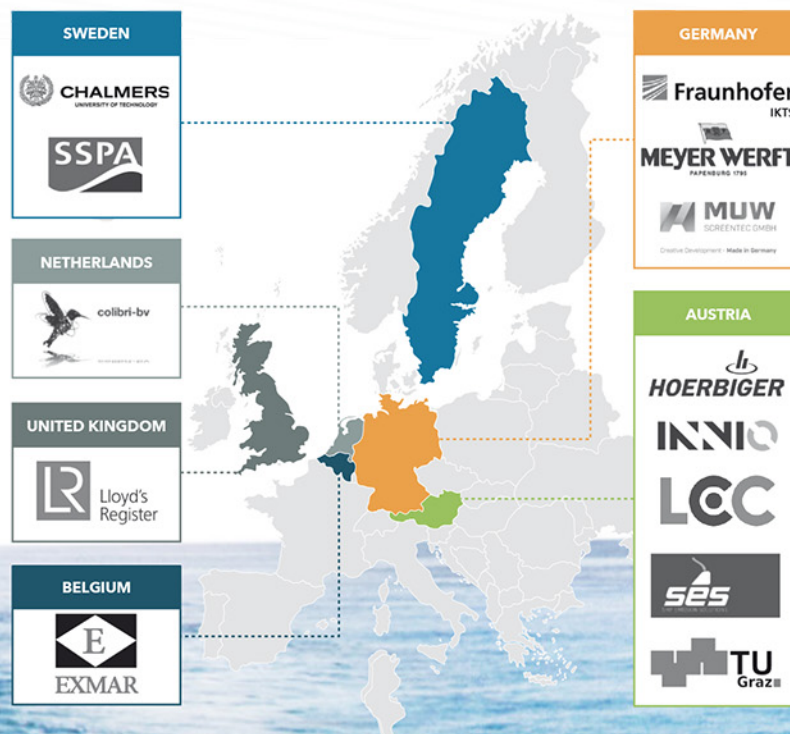 SWEDEN
CHALMERS
UNIVERSITY OF TECHNOLOGY
SSPA
NETHERLANDS
colibri-bv
UNITED KINGDOM
LR
Lloyd's
Register
BELGIUM
E
EXMAR
GERMANY
Fraunhofer
IKTS
MEYER WERFT
PAPENBURG 1795
MUW
SCREENTEC GMBH
Creative Development - Made in Germany
AUSTRIA
HOERBIGER
INNIO
LEC
ses
TU
Graz